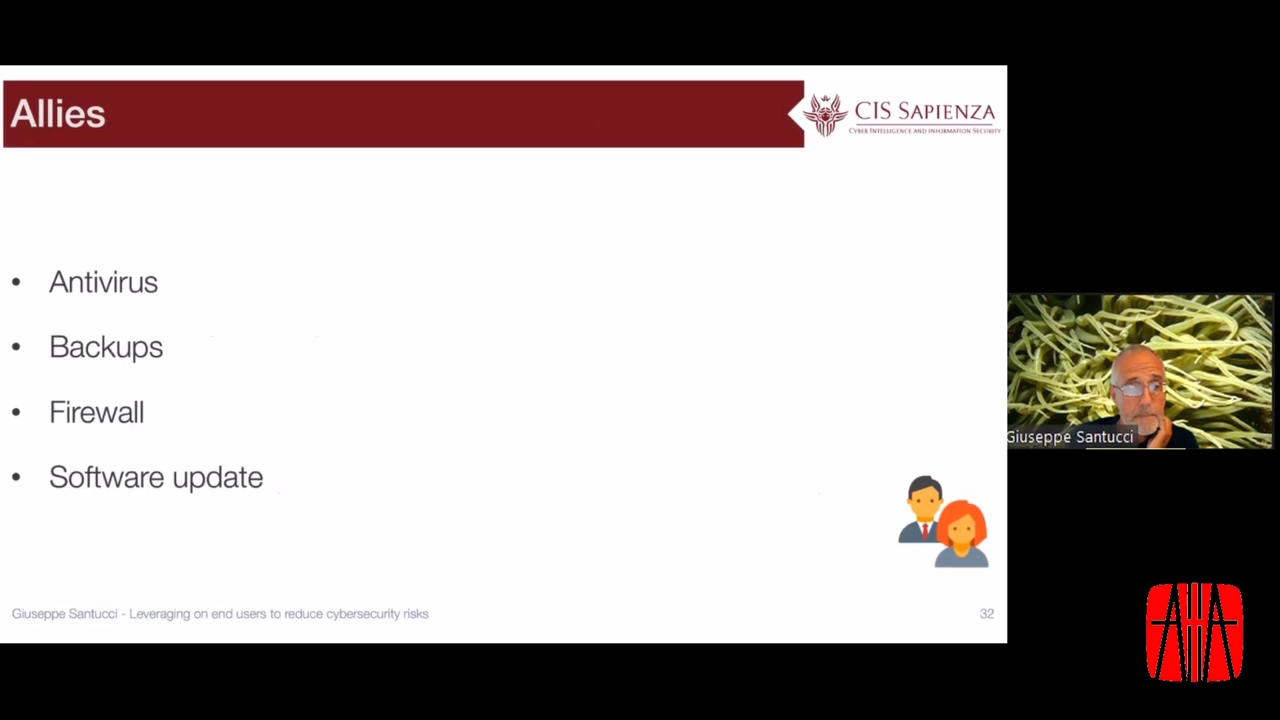 Allies
CIS SAPIENZA
CYBER INTELLIGENCE AND INFORMATION SECURITY
• Antivirus
• Backups
• Firewall
• Software update
Giuseppe Santucci
Giuseppe Santucci - Leveraging on end users to reduce cybersecurity risks
32